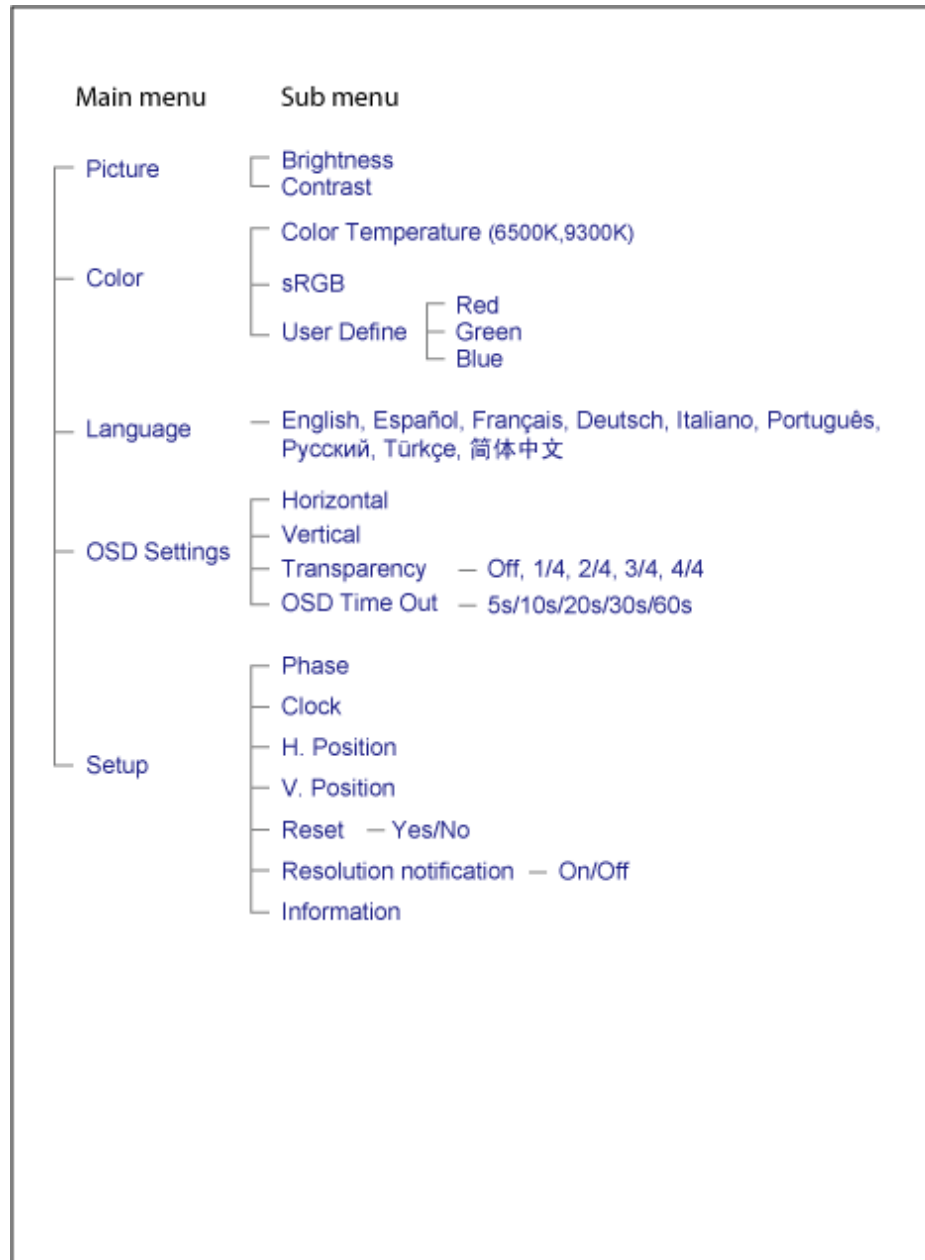 Main menu Sub menu
Picture
Brightness
Contrast
Color
Color Temperature (6500K,9300K)
sRGB
User Define
Red
Green
Blue
Language
English, Español, Français, Deutsch, Italiano, Português,
Русский, Türkçe, 简体中文
OSD Settings
Horizontal
Vertical
Transparency — Off, 1/4, 2/4, 3/4, 4/4
OSD Time Out — 5s/10s/20s/30s/60s
Setup
Phase
Clock
H. Position
V. Position
Reset — Yes/No
Resolution notification — On/Off
Information